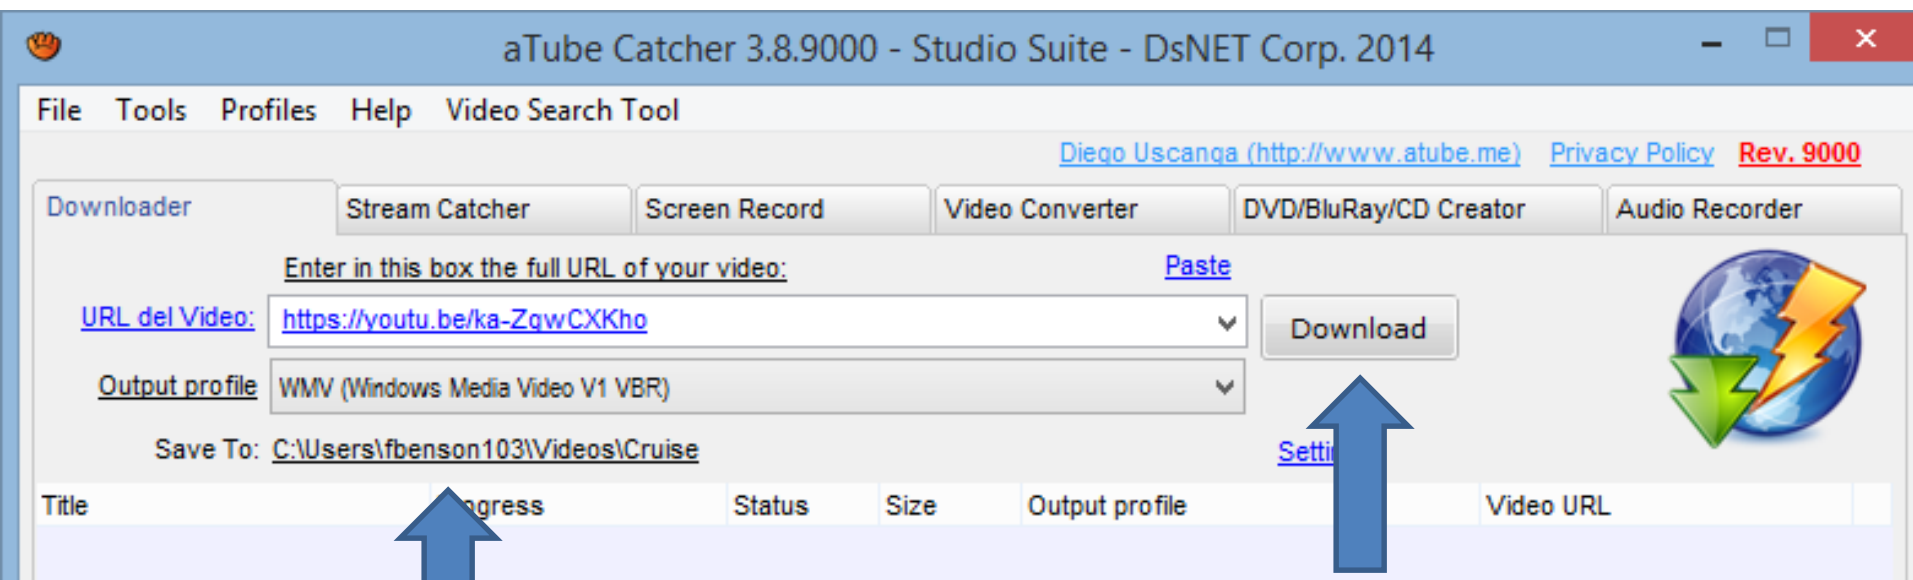 aTube Catcher 3.8.9000 - Studio Suite - DsNET Corp. 2014
File Tools Profiles Help Video Search Tool
Diego Uscanga (http://www.atube.me) Privacy Policy Rev. 9000
Downloader Stream Catcher Screen Record Video Converter DVD/BluRay/CD Creator Audio Recorder
Enter in this box the full URL of your video: Paste
URL del Video: https://youtu.be/ka-ZqwCXKho Download
Output profile WMV (Windows Media Video V1 VBR)
Save To: C:\Users\fbenson103\Videos\Cruise
Title Status Size Output profile Video URL